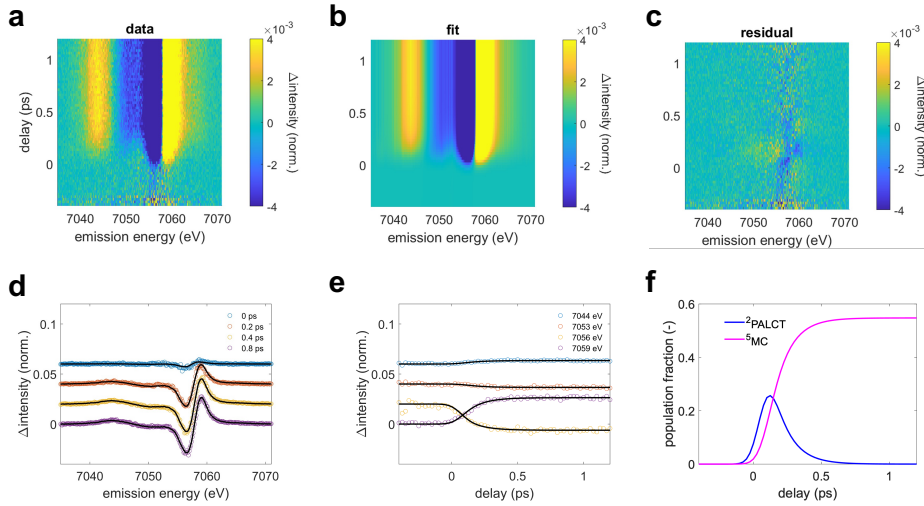 a
data
×10⁻³
4
2
0
-2
-4
Δintensity (norm.)
1
0.5
0
delay (ps)
7040 7050 7060 7070
emission energy (eV)
b
fit
×10⁻³
4
2
0
-2
-4
Δintensity (norm.)
1
0.5
0
7040 7050 7060 7070
emission energy (eV)
c
residual
×10⁻³
4
2
0
-2
-4
Δintensity (norm.)
1
0.5
0
7040 7050 7060 7070
emission energy (eV)
d
0.1
0.05
0
Δintensity (norm.)
0 ps
0.2 ps
0.4 ps
0.8 ps
7040 7050 7060 7070
emission energy (eV)
e
0.1
0.05
0
Δintensity (norm.)
7044 eV
7053 eV
7056 eV
7059 eV
0 0.5 1
delay (ps)
f
0.6
0.4
0.2
0
population fraction (-)
²PALCT
⁵MC
0 0.5 1
delay (ps)